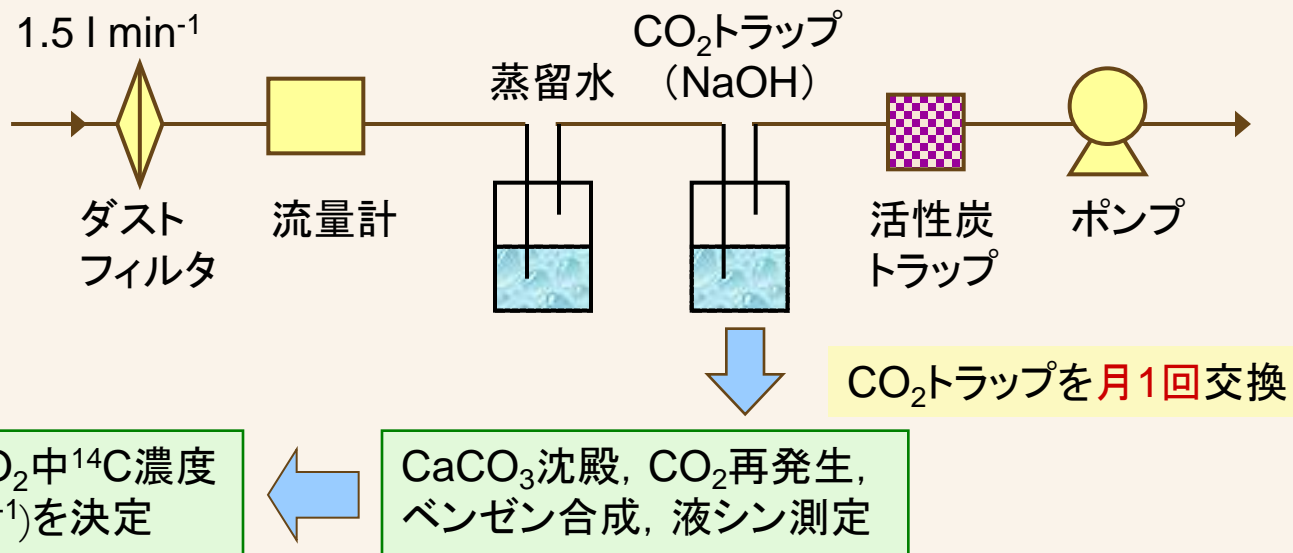 1.5 l min⁻¹
CO₂トラップ
蒸留水 （NaOH）
ダスト
フィルタ
流量計
活性炭
トラップ
ポンプ
CO₂トラップを月1回交換
O₂中¹⁴C濃度
⁻¹)を決定
CaCO₃沈殿，CO₂再発生，
ベンゼン合成，液シン測定